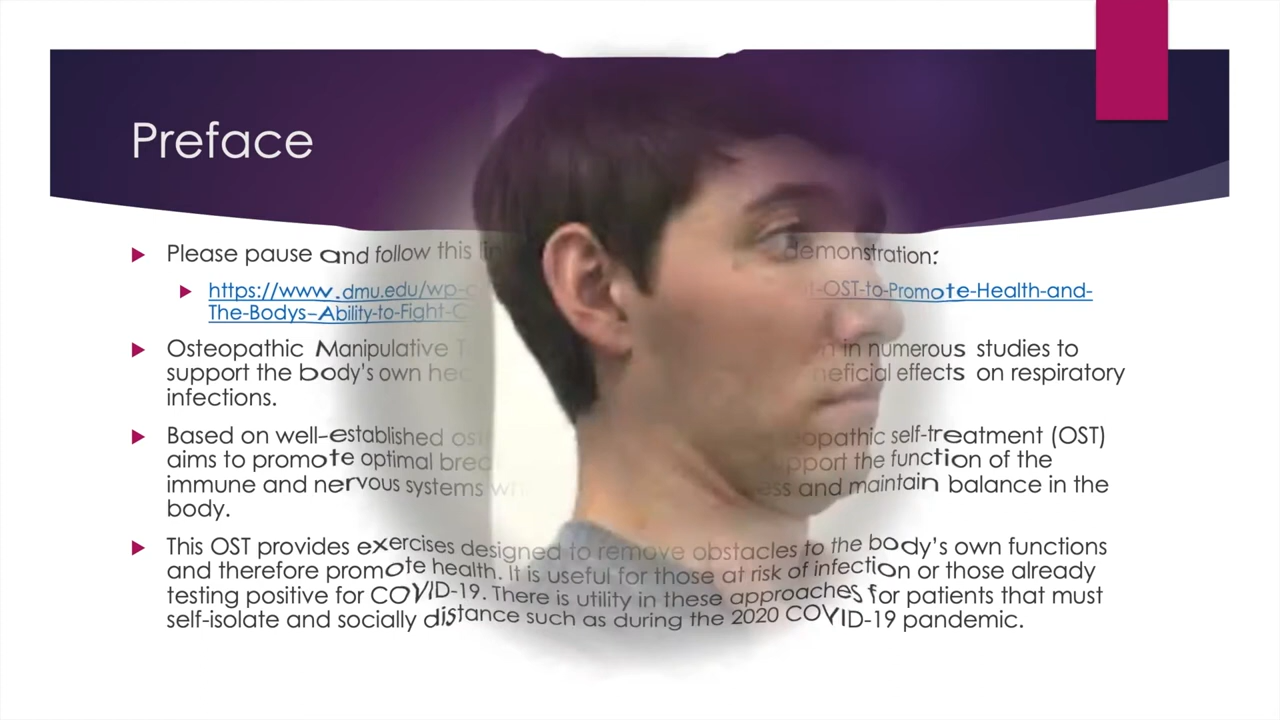 Preface
Please pause and follow this demonstration:
https://www.dmu.edu/wp- -OST-to-Promote-Health-and-
The-Bodys-Ability-to-Fight-
Osteopathic Manipulative in numerous studies to
support the body's own effects on respiratory
infections.
Based on well-established self-treatment (OST)
aims to promote optimal the function of the
immune and nervous systems and maintain balance in the
body.
This OST provides exercises designed to remove obstacles to the body's own functions
and therefore promote health. It is useful for those at risk of infection or those already
testing positive for COVID-19. There is utility in these approaches for patients that must
self-isolate and socially distance such as during the 2020 COVID-19 pandemic.